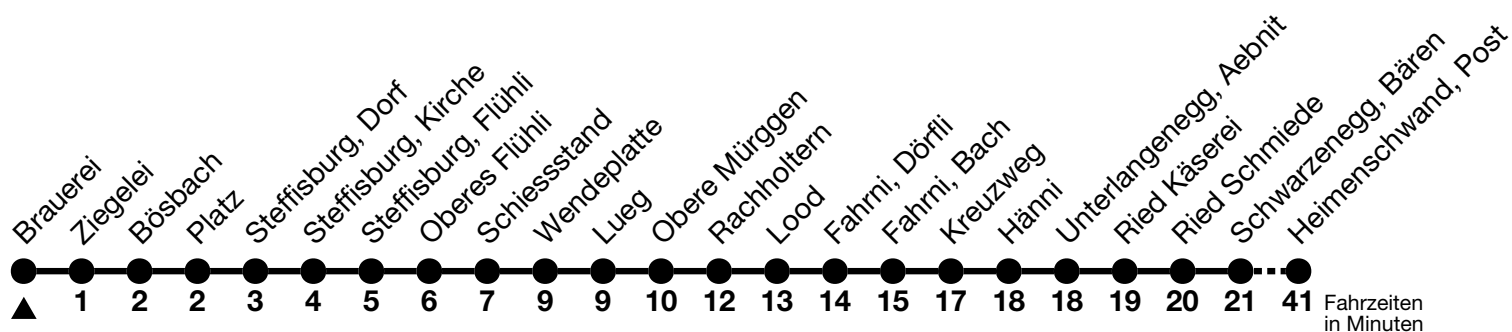 Brauerei
Ziegelei
Bösbach
Platz
Steffisburg, Dorf
Steffisburg, Kirche
Steffisburg, Flühli
Oberes Flühli
Schiessstand
Wendeplatte
Lueg
Obere Mürggen
Rachholtern
Lood
Fahrni, Dörfli
Fahrni, Bach
Kreuzweg
Hänni
Unterlangenegg, Aebnit
Ried Käserei
Ried Schmiede
Schwarzenegg, Bären
Heimenschwand, Post
1 2 2 3 4 5 6 7 9 9 10 12 13 14 15 17 18 18 19 20 21 41
Fahrzeiten
in Minuten